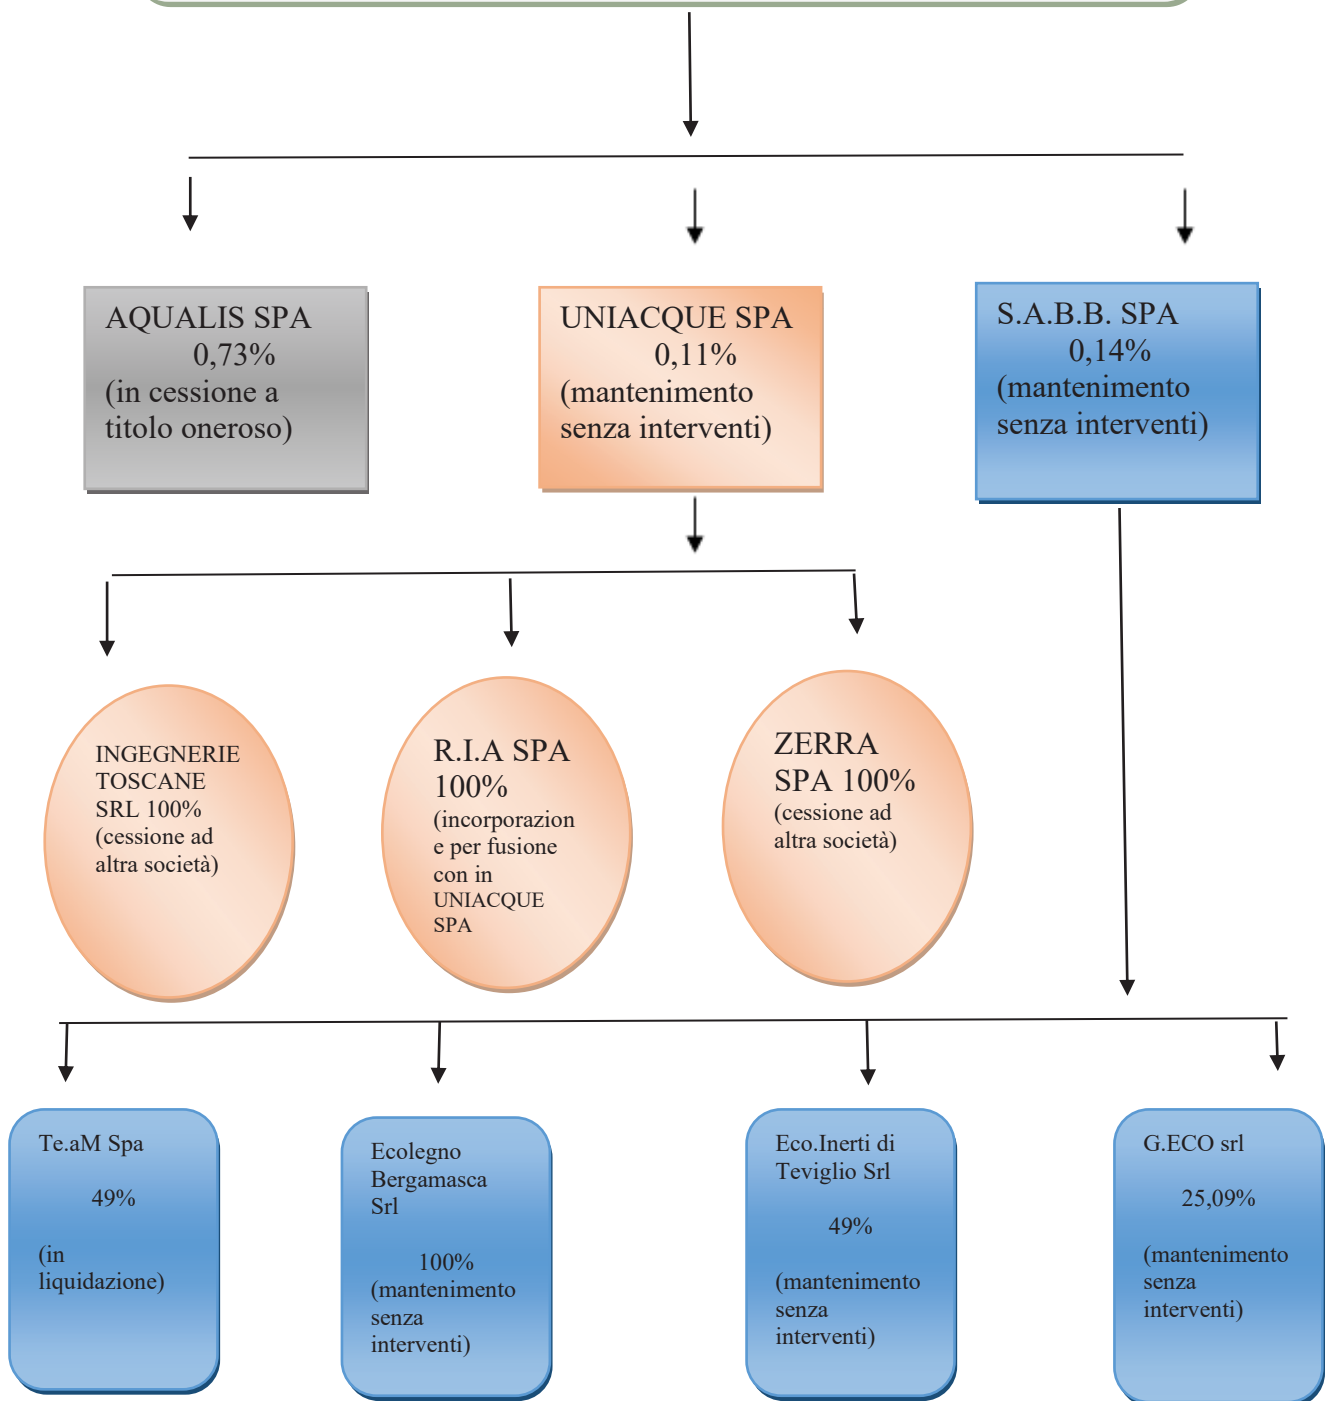 AQUALIS SPA
0,73%
(in cessione a
titolo oneroso)
UNIACQUE SPA
0,11%
(mantenimento
senza interventi)
S.A.B.B. SPA
0,14%
(mantenimento
senza interventi)
INGEGNERIE
TOSCANE
SRL 100%
(cessione ad
altra società)
R.I.A SPA
100%
(incorporazion
e per fusione
con in
UNIACQUE
SPA
ZERRA
SPA 100%
(cessione ad
altra società)
Te.aM Spa
49%
(in
liquidazione)
Ecolegno
Bergamasca
Srl
100%
(mantenimento
senza
interventi)
Eco.Inerti di
Teviglio Srl
49%
(mantenimento
senza
interventi)
G.ECO srl
25,09%
(mantenimento
senza
interventi)